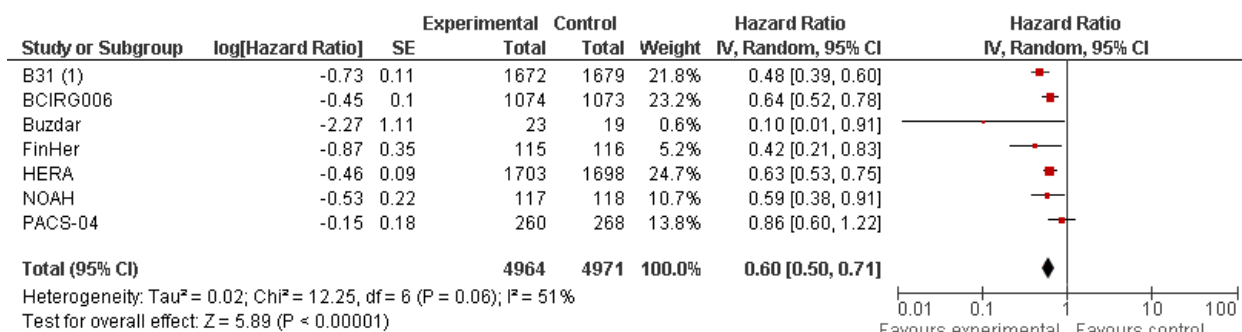 Experimental Control Hazard Ratio Hazard Ratio
Study or Subgroup log[Hazard Ratio] SE Total Total Weight IV, Random, 95% CI IV, Random, 95% CI
B31 (1) -0.73 0.11 1672 1679 21.8% 0.48 [0.39, 0.60]
BCIRG006 -0.45 0.1 1074 1073 23.2% 0.64 [0.52, 0.78]
Buzdar -2.27 1.11 23 19 0.6% 0.10 [0.01, 0.91]
FinHer -0.87 0.35 115 116 5.2% 0.42 [0.21, 0.83]
HERA -0.46 0.09 1703 1698 24.7% 0.63 [0.53, 0.75]
NOAH -0.53 0.22 117 118 10.7% 0.59 [0.38, 0.91]
PACS-04 -0.15 0.18 260 268 13.8% 0.86 [0.60, 1.22]
Total (95% CI) 4964 4971 100.0% 0.60 [0.50, 0.71]
Heterogeneity: Tau² = 0.02; Chi² = 12.25, df = 6 (P = 0.06); I² = 51%
Test for overall effect: Z = 5.89 (P < 0.00001)
0.01 0.1 1 10 100
Favours experimental Favours control